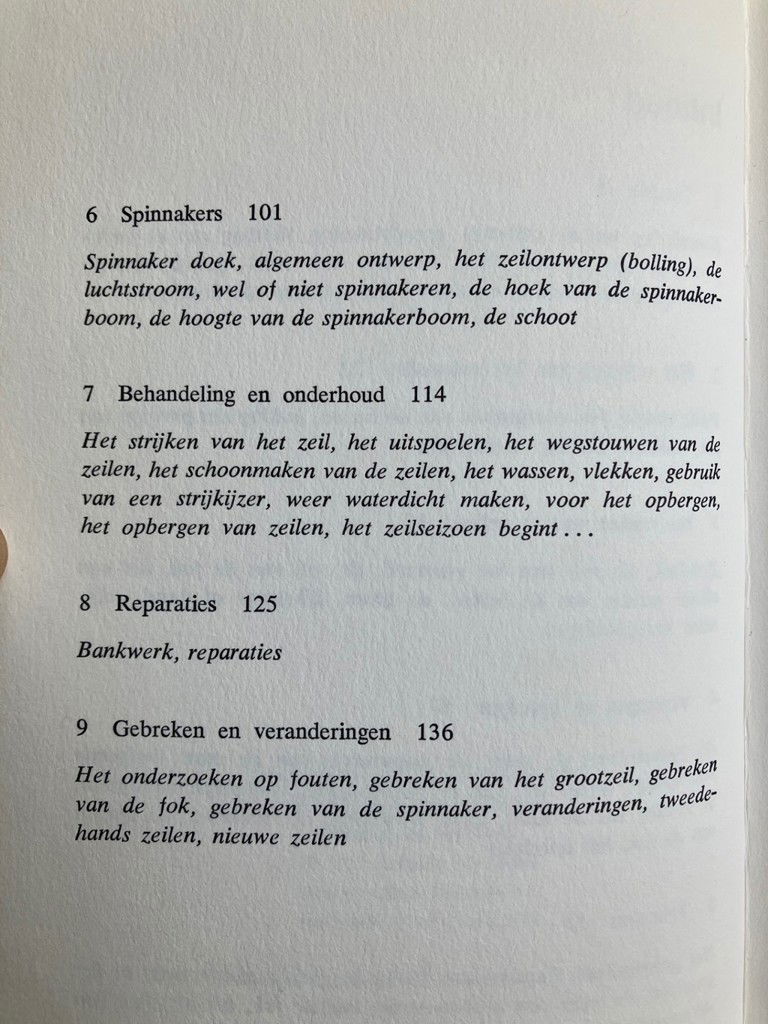 6 Spinnakers 101
Spinnaker doek, algemeen ontwerp, het zeilontwerp (bolling), de
luchtstroom, wel of niet spinnakeren, de hoek van de spinnaker-
boom, de hoogte van de spinnakerboom, de schoot
7 Behandeling en onderhoud 114
Het strijken van het zeil, het uitspoelen, het wegstouwen van de
zeilen, het schoonmaken van de zeilen, het wassen, vlekken, gebruik
van een strijkijzer, weer waterdicht maken, voor het opbergen,
het opbergen van zeilen, het zeilseizoen begint ...
8 Reparaties 125
Bankwerk, reparaties
9 Gebreken en veranderingen 136
Het onderzoeken op fouten, gebreken van het grootzeil, gebreken
van de fok, gebreken van de spinnaker, veranderingen, tweede-
hands zeilen, nieuwe zeilen